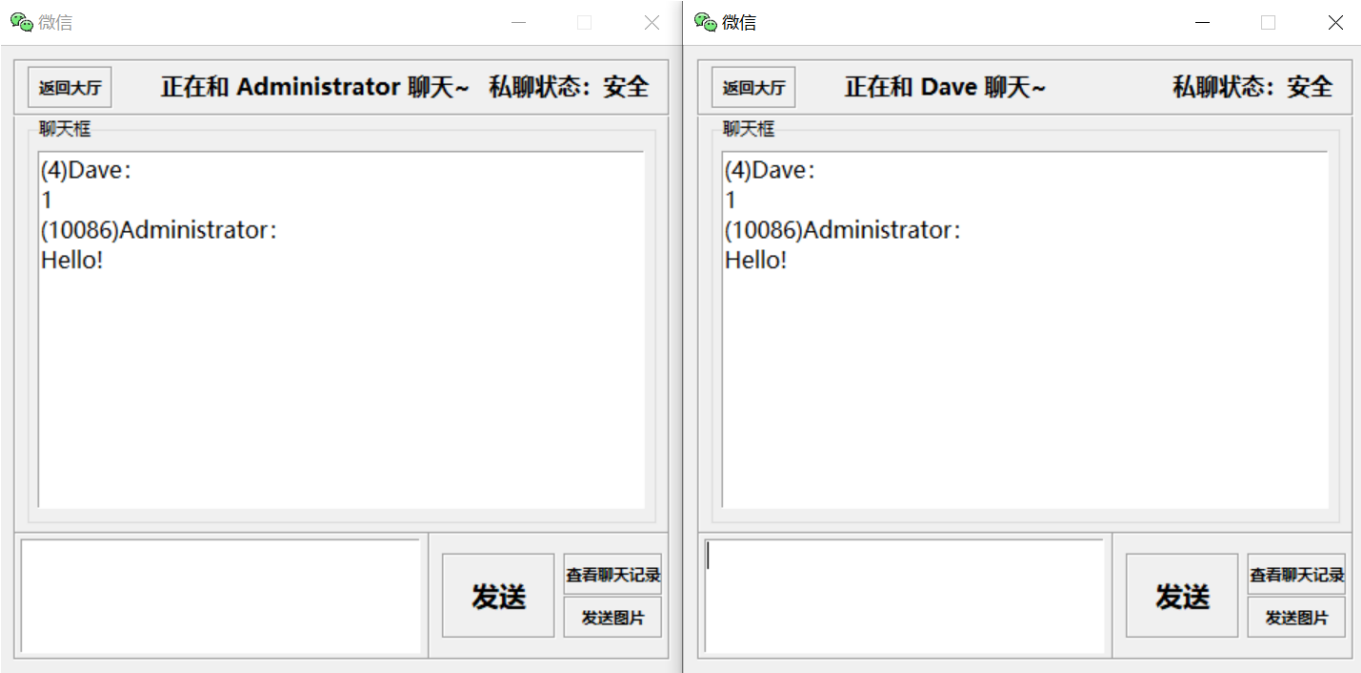 微信
返回大厅 正在和 Administrator 聊天~ 私聊状态：安全
聊天框
(4)Dave：
1
(10086)Administrator：
Hello!
发送
查看聊天记录
发送图片
微信
返回大厅 正在和 Dave 聊天~ 私聊状态：安全
聊天框
(4)Dave：
1
(10086)Administrator：
Hello!
发送
查看聊天记录
发送图片